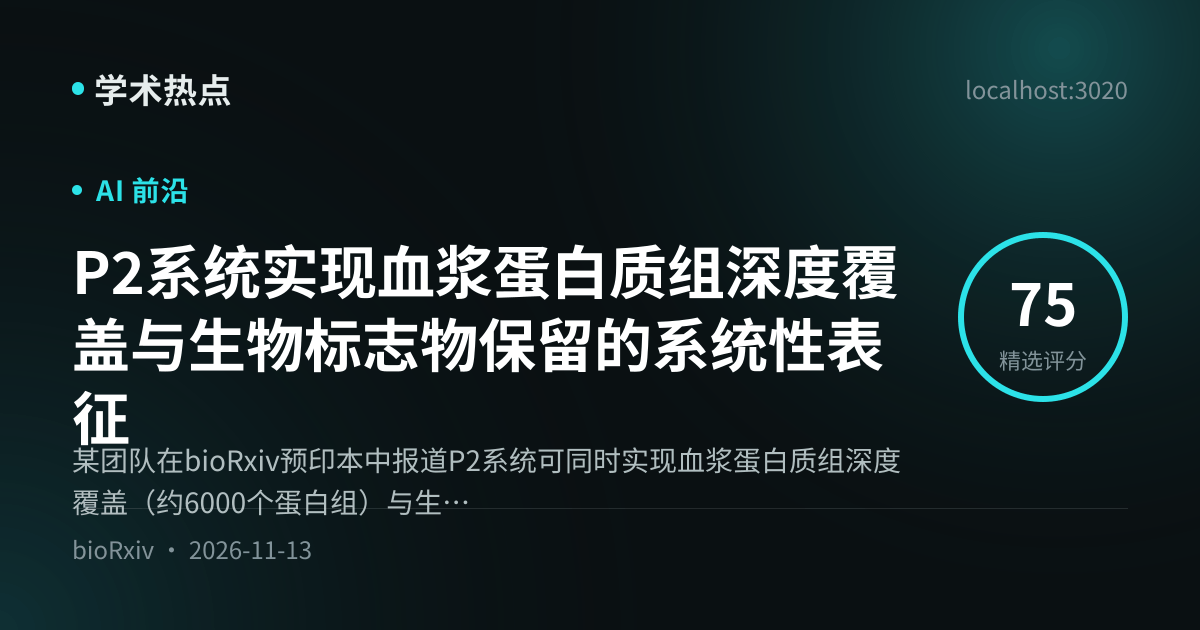 学术热点
localhost:3020
AI 前沿
P2系统实现血浆蛋白质组深度覆
盖与生物标志物保留的系统性表
征
75
精选评分
某团队在bioRxiv预印本中报道P2系统可同时实现血浆蛋白质组深度
覆盖（约6000个蛋白组）与生…
bioRxiv · 2026-11-13